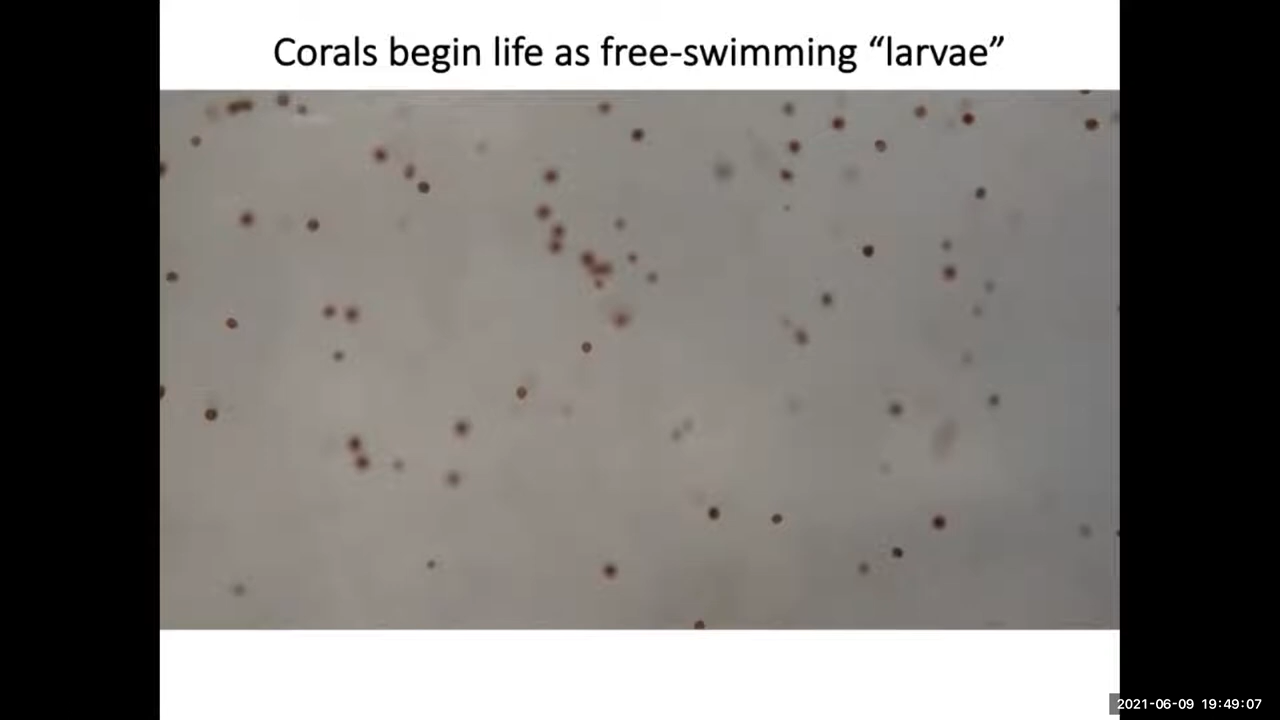 Corals begin life as free-swimming “larvae”
2021-06-09 19:49:07